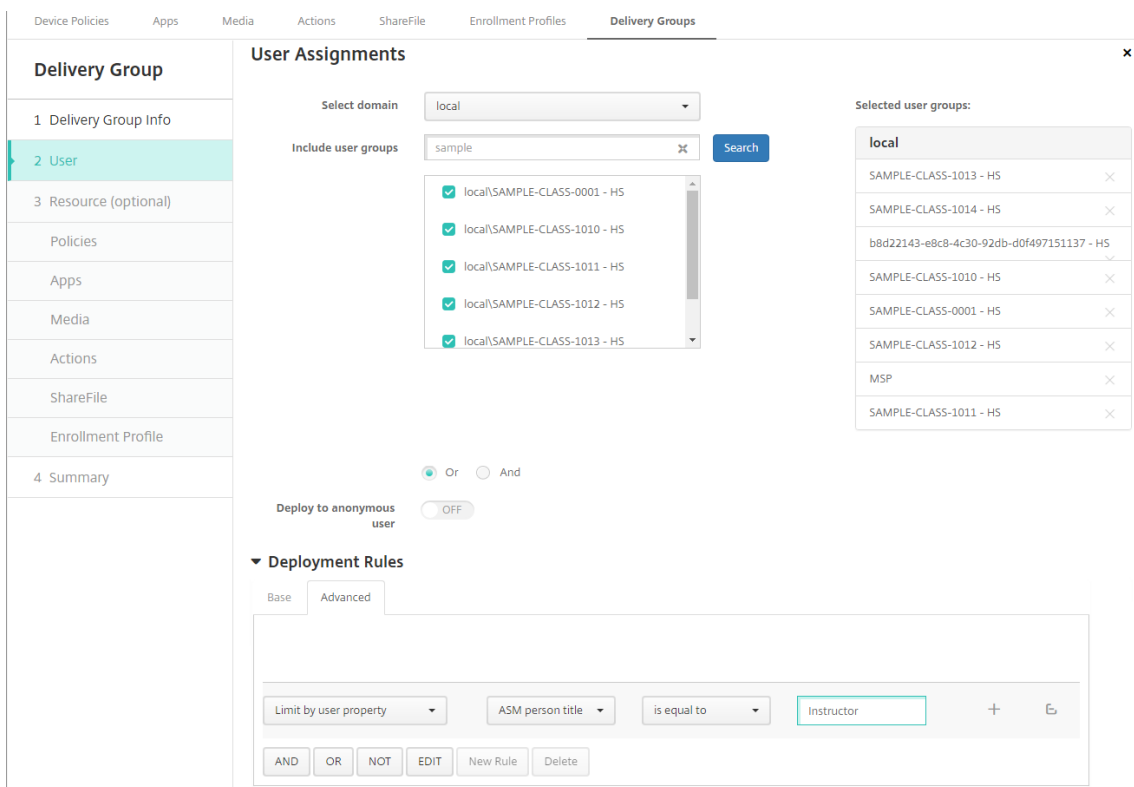 Device Policies Apps Media Actions ShareFile Enrollment Profiles Delivery Groups
Delivery Group
1 Delivery Group Info
2 User
3 Resource (optional)
Policies
Apps
Media
Actions
ShareFile
Enrollment Profile
4 Summary
User Assignments
Select domain local
Include user groups sample Search
local\SAMPLE-CLASS-0001 - HS
local\SAMPLE-CLASS-1010 - HS
local\SAMPLE-CLASS-1011 - HS
local\SAMPLE-CLASS-1012 - HS
local\SAMPLE-CLASS-1013 - HS
Selected user groups:
local
SAMPLE-CLASS-1013 - HS
SAMPLE-CLASS-1014 - HS
b8d22143-e8c8-4c30-92db-d0f497151137 - HS
SAMPLE-CLASS-1010 - HS
SAMPLE-CLASS-0001 - HS
SAMPLE-CLASS-1012 - HS
MSP
SAMPLE-CLASS-1011 - HS
Or And
Deploy to anonymous
user
OFF
Deployment Rules
Base Advanced
Limit by user property ASM person title is equal to Instructor
AND OR NOT EDIT New Rule Delete